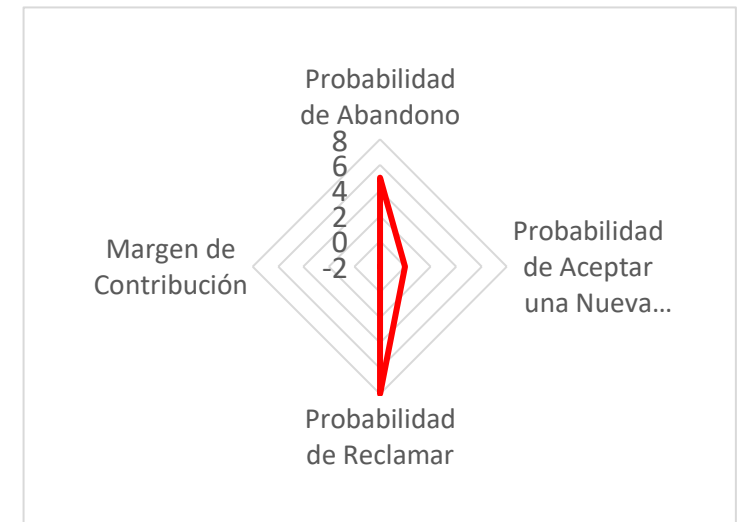 Probabilidad
de Abandono
8
6
4
2
0
-2
Margen de
Contribución
Probabilidad
de Aceptar
una Nueva...
Probabilidad
de Reclamar